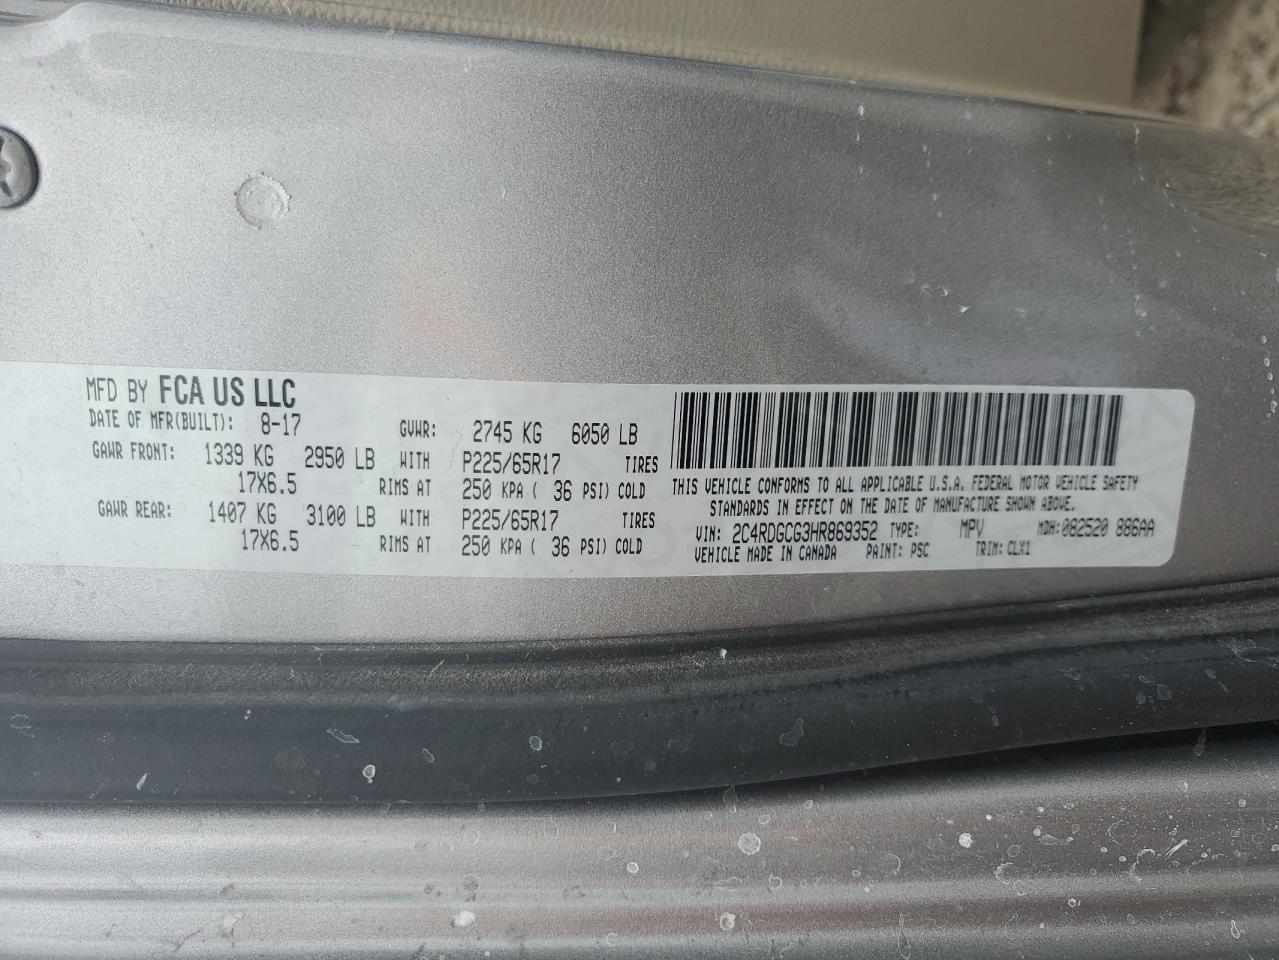 MFD BY FCA US LLC
DATE OF MFR(BUILT): 8-17 GVWR: 2745 KG 6050 LB
GAWR FRONT: 1339 KG 2950 LB WITH P225/65R17 TIRES
17X6.5 RIMS AT 250 KPA ( 36 PSI) COLD
GAWR REAR: 1407 KG 3100 LB WITH P225/65R17 TIRES
17X6.5 RIMS AT 250 KPA ( 36 PSI) COLD
THIS VEHICLE CONFORMS TO ALL APPLICABLE U.S.A. FEDERAL MOTOR VEHICLE SAFETY
STANDARDS IN EFFECT ON THE DATE OF MANUFACTURE SHOWN ABOVE.
VIN: 2C4RDGCG3HR869352 TYPE: MPV MDH:082520 886AA
VEHICLE MADE IN CANADA PAINT: PSC TRIM: CLX1